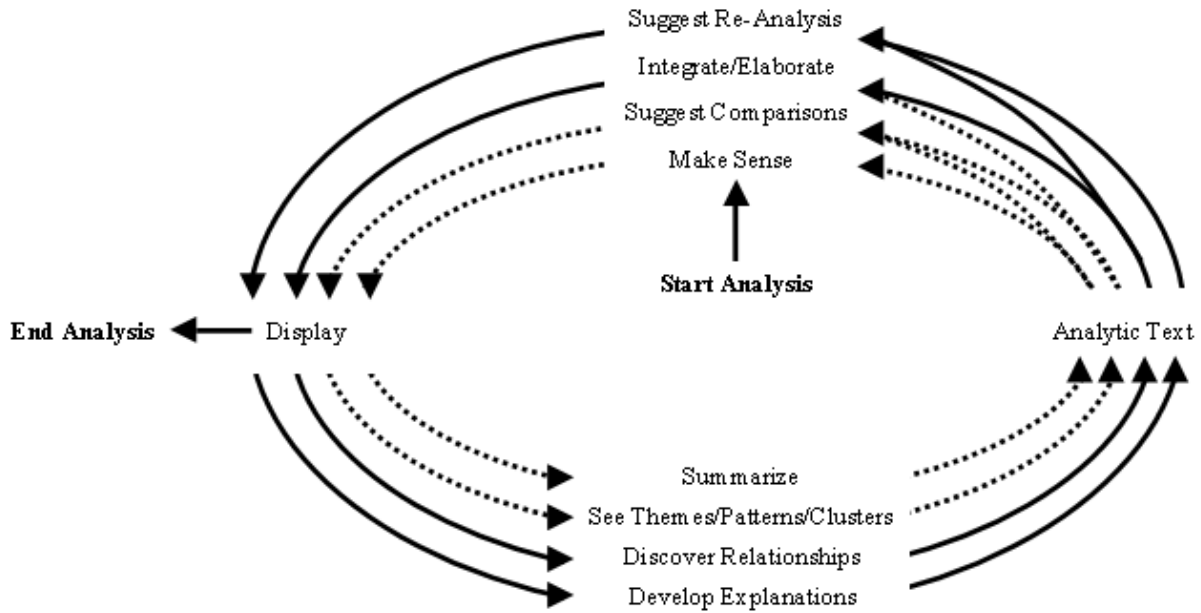 Suggest Re-Analysis
Integrate/Elaborate
Suggest Comparisons
Make Sense
Start Analysis
End Analysis
Display
Analytic Text
Summarize
See Themes/Patterns/Clusters
Discover Relationships
Develop Explanations